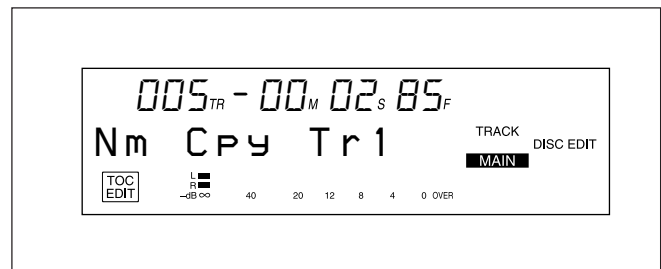 005TR -00M 02S 85F
Nm Cpy Tr1
TRACK
MAIN
DISC EDIT
TOC
EDIT
L
R
–dB ∞ 40 20 12 8 4 0 OVER